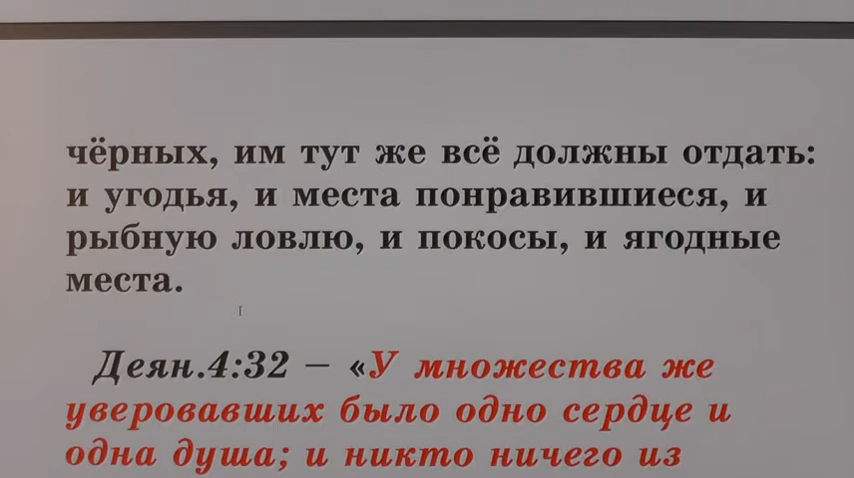 чёрных, им тут же всё должны отдать:
и угодья, и места понравившиеся, и
рыбную ловлю, и покосы, и ягодные
места.
Деян.4:32 – «У множества же
уверовавших было одно сердце и
одна душа; и никто ничего из